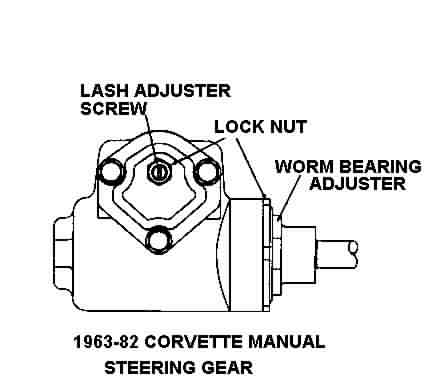 LASH ADJUSTER
SCREW
LOCK NUT
WORM BEARING
ADJUSTER
1963-82 CORVETTE MANUAL
STEERING GEAR